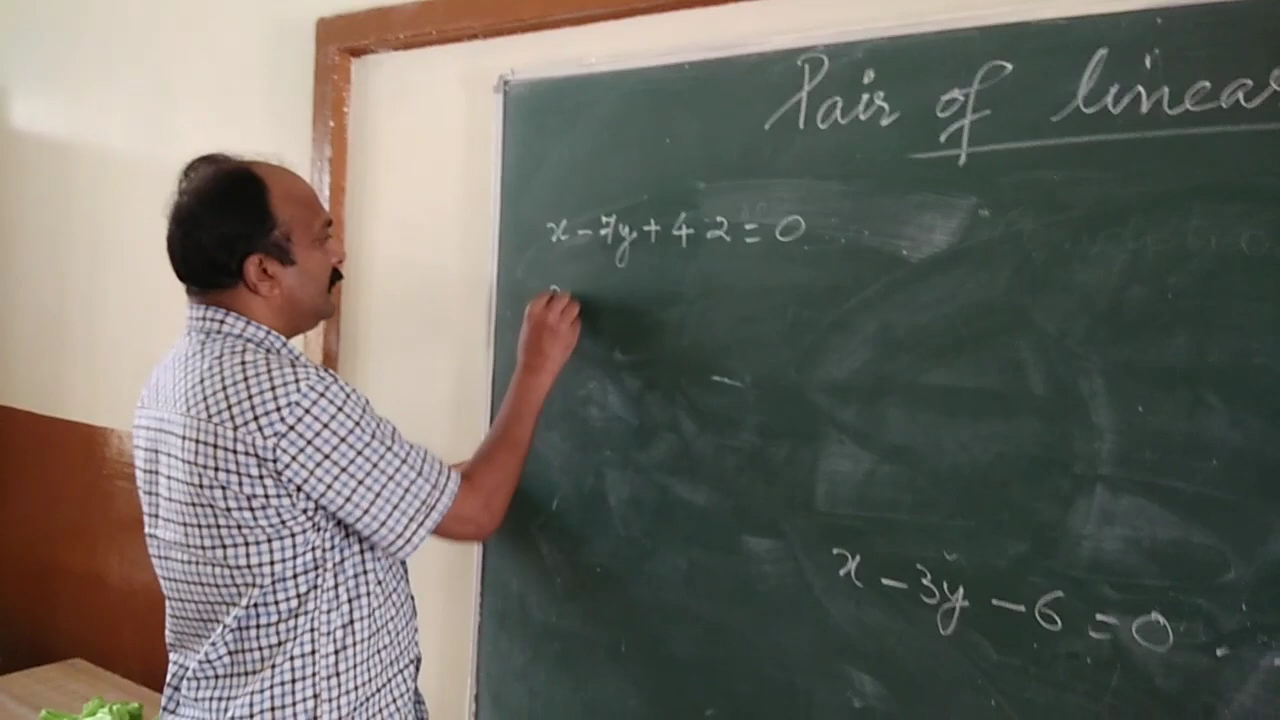 Pair of linear
x - 7y + 42 = 0
x - 3y - 6 = 0